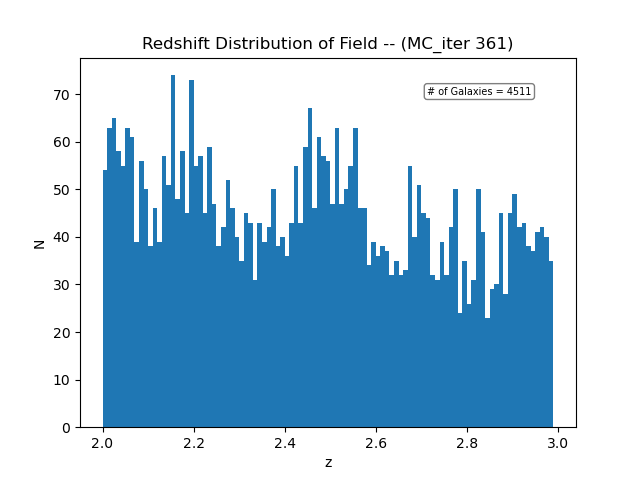 Redshift Distribution of Field -- (MC_iter 361)
# of Galaxies = 4511
70
60
50
40
30
20
10
0
N
2.0 2.2 2.4 2.6 2.8 3.0
z